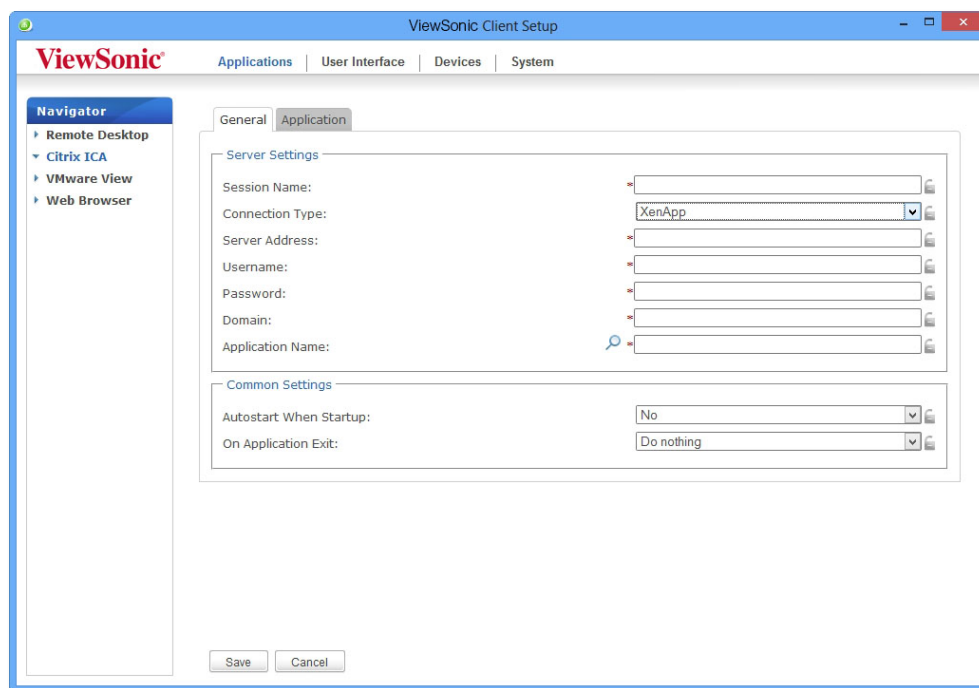 ViewSonic Client Setup
ViewSonic®
Applications | User Interface | Devices | System
Navigator
Remote Desktop
Citrix ICA
VMware View
Web Browser
General Application
Server Settings
Session Name: *
Connection Type: XenApp
Server Address: *
Username: *
Password: *
Domain: *
Application Name: *
Common Settings
Autostart When Startup: No
On Application Exit: Do nothing
Save Cancel